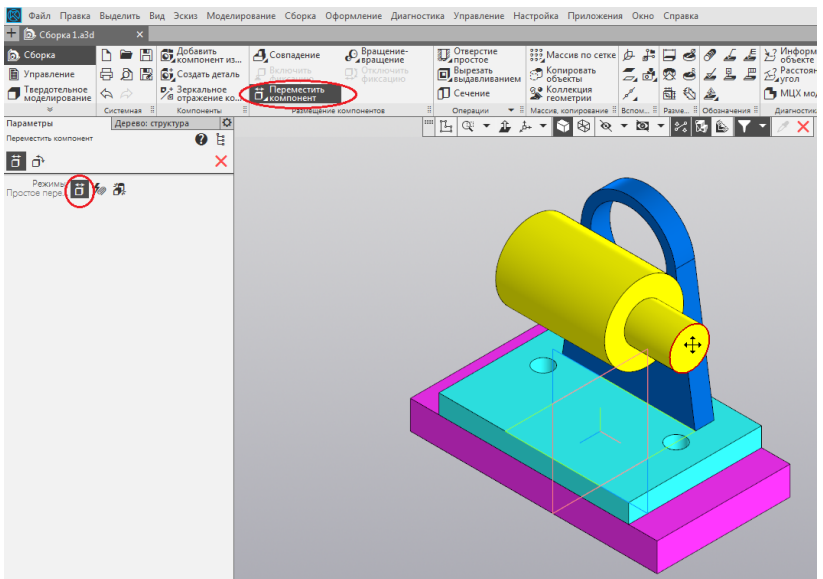 Файл Правка Выделить Вид Эскиз Моделирование Сборка Оформление Диагностика Управление Настройка Приложения Окно Справка
+ Сборка 1.a3d ×
Сборка
Управление
Твердотельное
моделирование
Системная
Добавить
компонент из...
Создать деталь
Зеркальное
отражение ко...
Компоненты
Совпадение
Вращение-
вращение
Включить
Отключить
фиксацию
Переместить
компонент
Размещение компонентов
Отверстие
простое
Вырезать
выдавливанием
Сечение
Операции
Массив по сетке
Копировать
объекты
Коллекция
геометрии
Массив, копирование
Вспом...
Разме...
Обозначения
Информ
объекте
Расстоян
угол
МЦХ мо
Диагностика
Параметры
Дерево: структура
Переместить компонент
Режимы
Простое пере...